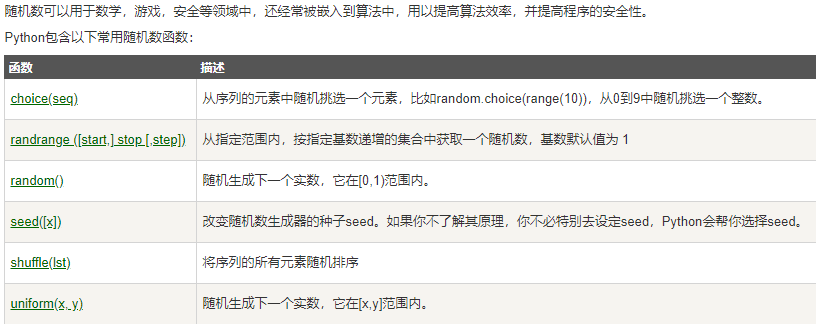 随机数可以用于数学，游戏，安全等领域中，还经常被嵌入到算法中，用以提高算法效率，并提高程序的安全性。
Python包含以下常用随机数函数：
函数 描述
choice(seq) 从序列的元素中随机挑选一个元素，比如random.choice(range(10))，从0到9中随机挑选一个整数。
randrange ([start,] stop [,step]) 从指定范围内，按指定基数递增的集合中获取一个随机数，基数默认值为 1
random() 随机生成下一个实数，它在[0,1)范围内。
seed([x]) 改变随机数生成器的种子seed。如果你不了解其原理，你不必特别去设定seed，Python会帮你选择seed。
shuffle(lst) 将序列的所有元素随机排序
uniform(x, y) 随机生成下一个实数，它在[x,y]范围内。